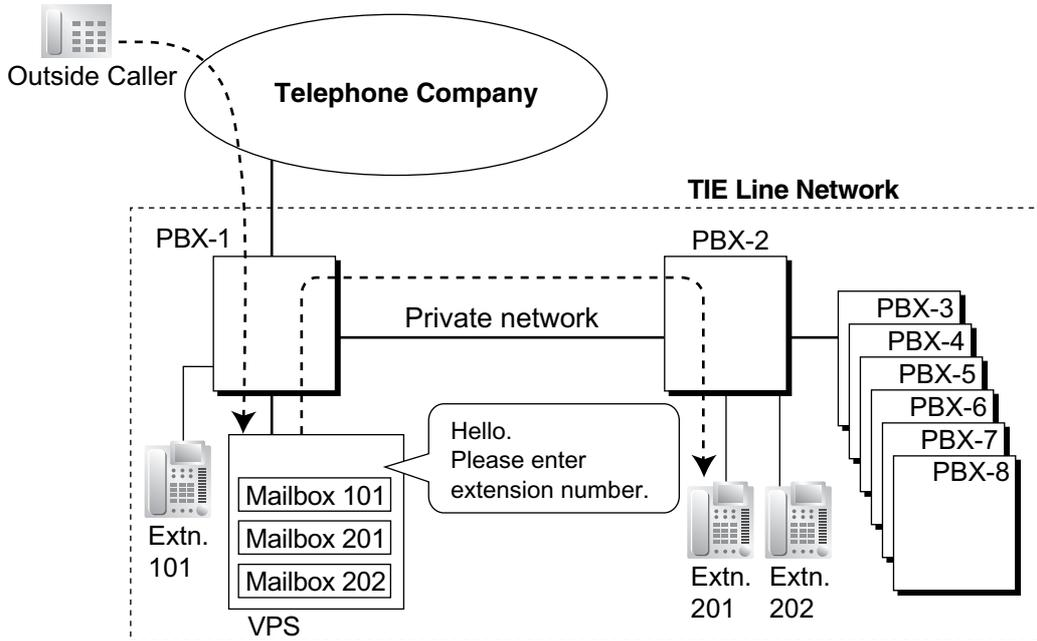 Outside Caller
Telephone Company
TIE Line Network
PBX-1
PBX-2
Private network
PBX-3
PBX-4
PBX-5
PBX-6
PBX-7
PBX-8
Hello.
Please enter
extension number.
Mailbox 101
Mailbox 201
Mailbox 202
VPS
Extn.
101
Extn.
201
Extn.
202